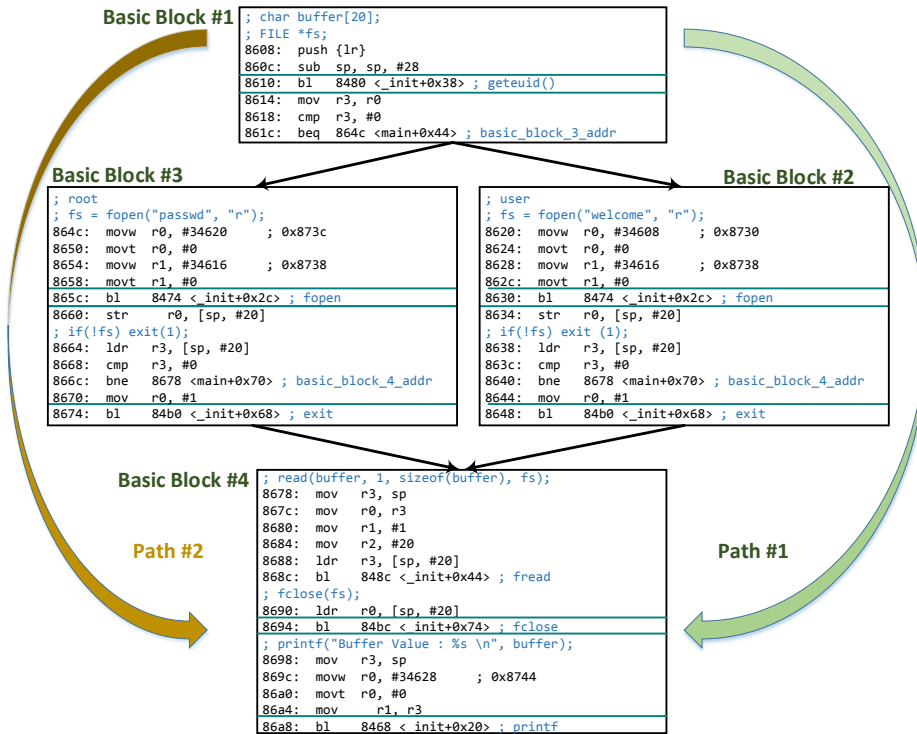 Basic Block #1
; char buffer[20];
; FILE *fs;
8608: push {lr}
860c: sub sp, sp, #28
8610: bl 8480 <_init+0x38> ; geteuid()
8614: mov r3, r0
8618: cmp r3, #0
861c: beq 864c <main+0x44> ; basic_block_3_addr
Basic Block #3
; root
; fs = fopen("passwd", "r");
864c: movw r0, #34620 ; 0x873c
8650: movt r0, #0
8654: movw r1, #34616 ; 0x8738
8658: movt r1, #0
865c: bl 8474 <_init+0x2c> ; fopen
8660: str r0, [sp, #20]
; if(!fs) exit(1);
8664: ldr r3, [sp, #20]
8668: cmp r3, #0
866c: bne 8678 <main+0x70> ; basic_block_4_addr
8670: mov r0, #1
8674: bl 84b0 <_init+0x68> ; exit
Basic Block #2
; user
; fs = fopen("welcome", "r");
8620: movw r0, #34608 ; 0x8730
8624: movt r0, #0
8628: movw r1, #34616 ; 0x8738
862c: movt r1, #0
8630: bl 8474 <_init+0x2c> ; fopen
8634: str r0, [sp, #20]
; if(!fs) exit (1);
8638: ldr r3, [sp, #20]
863c: cmp r3, #0
8640: bne 8678 <main+0x70> ; basic_block_4_addr
8644: mov r0, #1
8648: bl 84b0 <_init+0x68> ; exit
Basic Block #4
; read(buffer, 1, sizeof(buffer), fs);
8678: mov r3, sp
867c: mov r0, r3
8680: mov r1, #1
8684: mov r2, #20
8688: ldr r3, [sp, #20]
868c: bl 848c <_init+0x44> ; fread
; fclose(fs);
8690: ldr r0, [sp, #20]
8694: bl 84bc <_init+0x74> ; fclose
; printf("Buffer Value : %s \n", buffer);
8698: mov r3, sp
869c: movw r0, #34628 ; 0x8744
86a0: movt r0, #0
86a4: mov r1, r3
86a8: bl 8468 <_init+0x20> ; printf
Path #2
Path #1